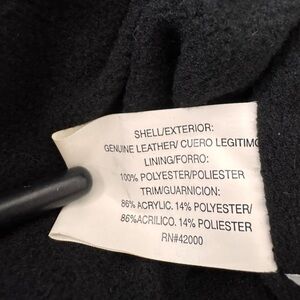 SHELL/EXTERIOR:
GENUINE LEATHER/ CUERO LEGITIMO
LINING/FORRO:
100% POLYESTER/POLIESTER
TRIM/GUARNICION:
86% ACRYLIC. 14% POLYESTER/
86%ACRILICO. 14% POLIESTER
RN#42000